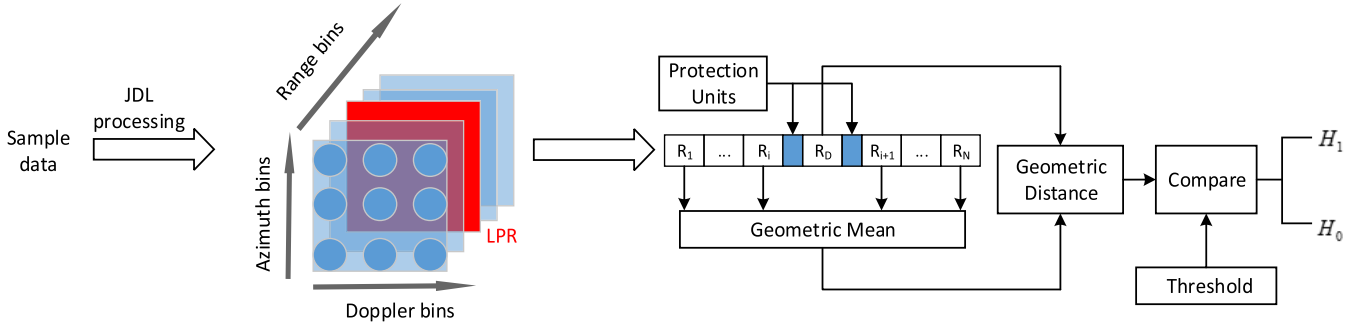 Sample
data
JDL
processing
Range bins
Azimuth bins
LPR
Doppler bins
Protection
Units
R1 ... Ri RD Ri+1 ... RN
Geometric Mean
Geometric
Distance
Compare
Threshold
H1
H0